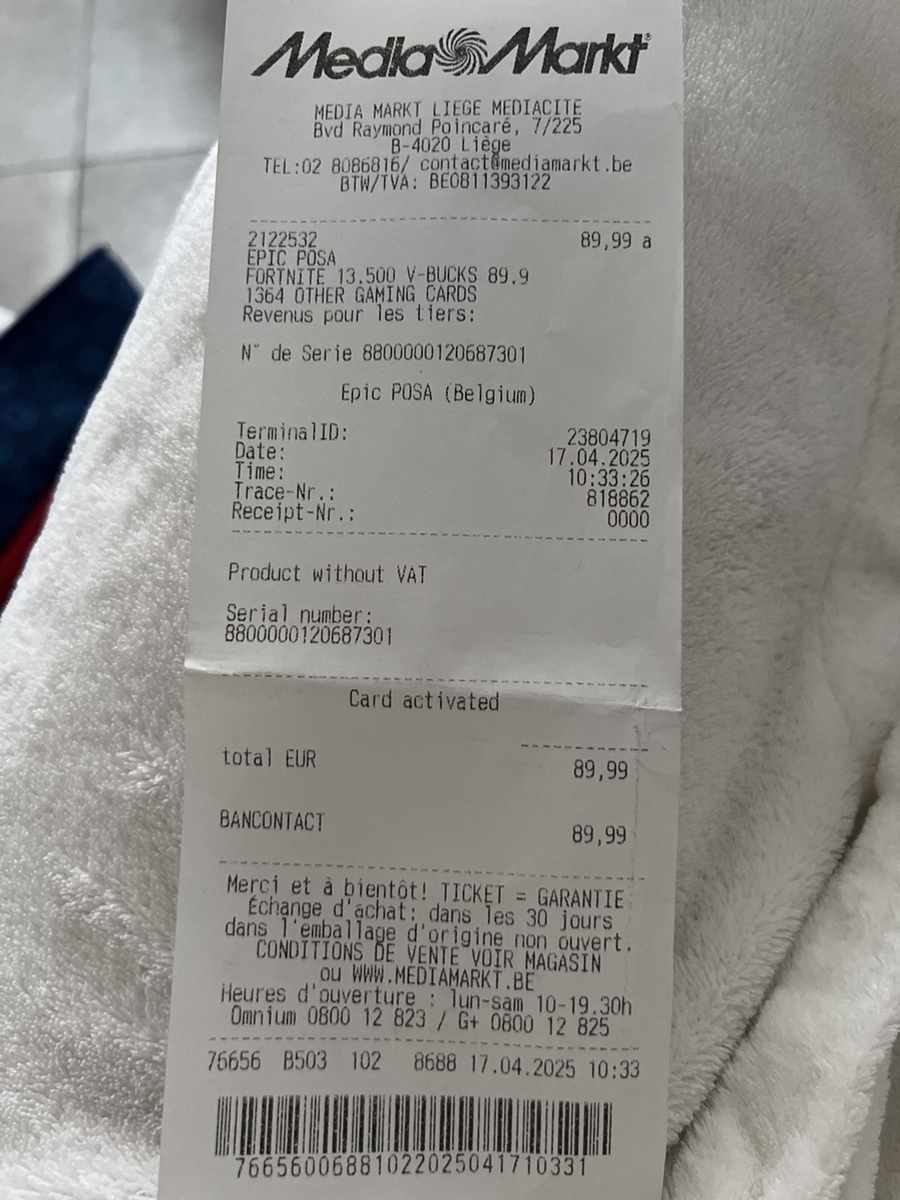 Media Markt
MEDIA MARKT LIEGE MEDIACITE
Bvd Raymond Poincaré, 7/225
B-4020 Liège
TEL:02 8086816/ contact@mediamarkt.be
BTW/TVA: BE0811393122
2122532 89,99 a
EPIC POSA
FORTNITE 13.500 V-BUCKS 89.9
1364 OTHER GAMING CARDS
Revenus pour les tiers:
N° de Serie 8800000120687301
Epic POSA (Belgium)
TerminalID: 23804719
Date: 17.04.2025
Time: 10:33:26
Trace-Nr.: 818862
Receipt-Nr.: 0000
Product without VAT
Serial number:
8800000120687301
Card activated
total EUR 89,99
BANCONTACT 89,99
Merci et à bientôt! TICKET = GARANTIE
Échange d'achat: dans les 30 jours
dans l'emballage d'origine non ouvert.
CONDITIONS DE VENTE VOIR MAGASIN
ou WWW.MEDIAMARKT.BE
Heures d'ouverture : lun-sam 10-19.30h
Omnium 0800 12 823 / G+ 0800 12 825
76656 B503 102 8688 17.04.2025 10:33
7665600688102202504171033​1